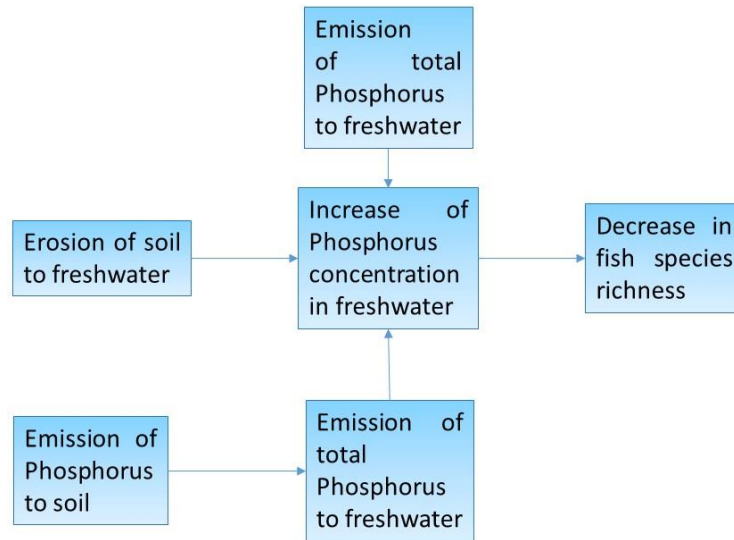 Emission
of total
Phosphorus
to freshwater
Erosion of soil
to freshwater
Increase of
Phosphorus
concentration
in freshwater
Decrease in
fish species
richness
Emission of
Phosphorus
to soil
Emission of
total
Phosphorus
to freshwater